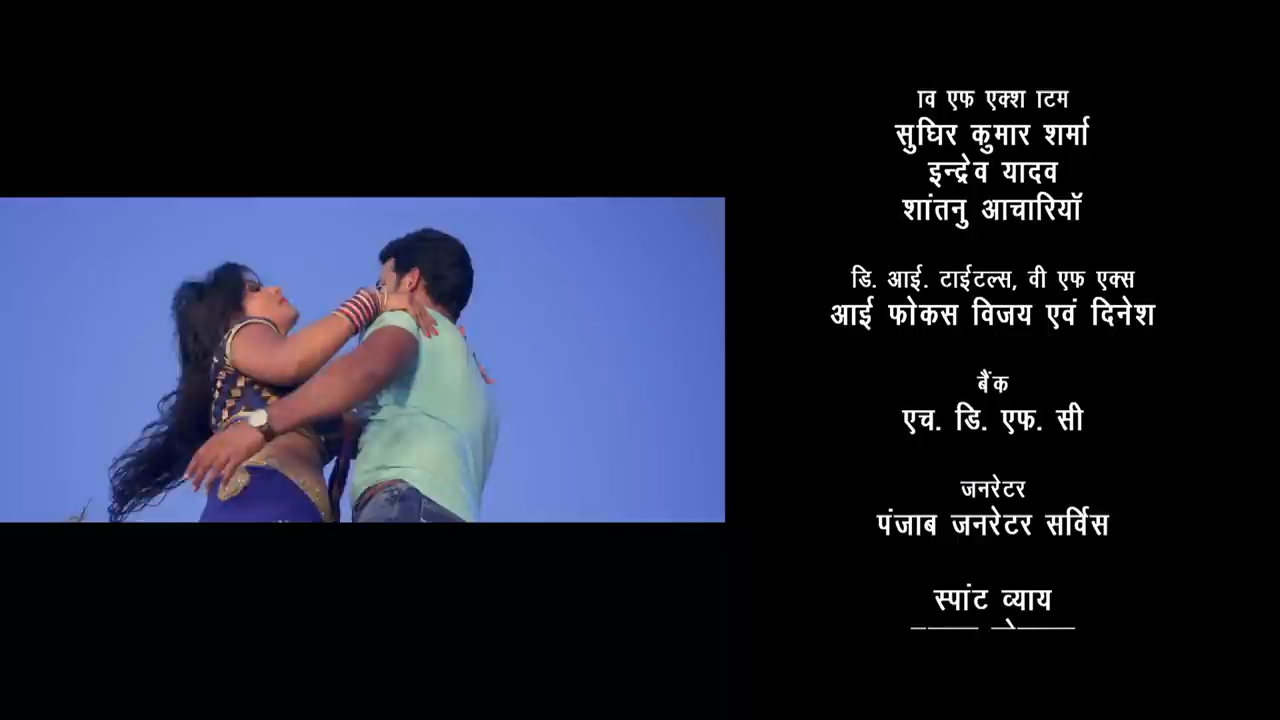 वि एफ एक्श टिम
सुघिर कुमार शर्मा
इन्द्रेव यादव
शांतनु आचारियॉ
डि. आई. टाईटल्स, वी एफ एक्स
आई फोकस विजय एवं दिनेश
बैंक
एच. डि. एफ. सी
जनरेटर
पंजाब जनरेटर सर्विस
स्पांट व्याय